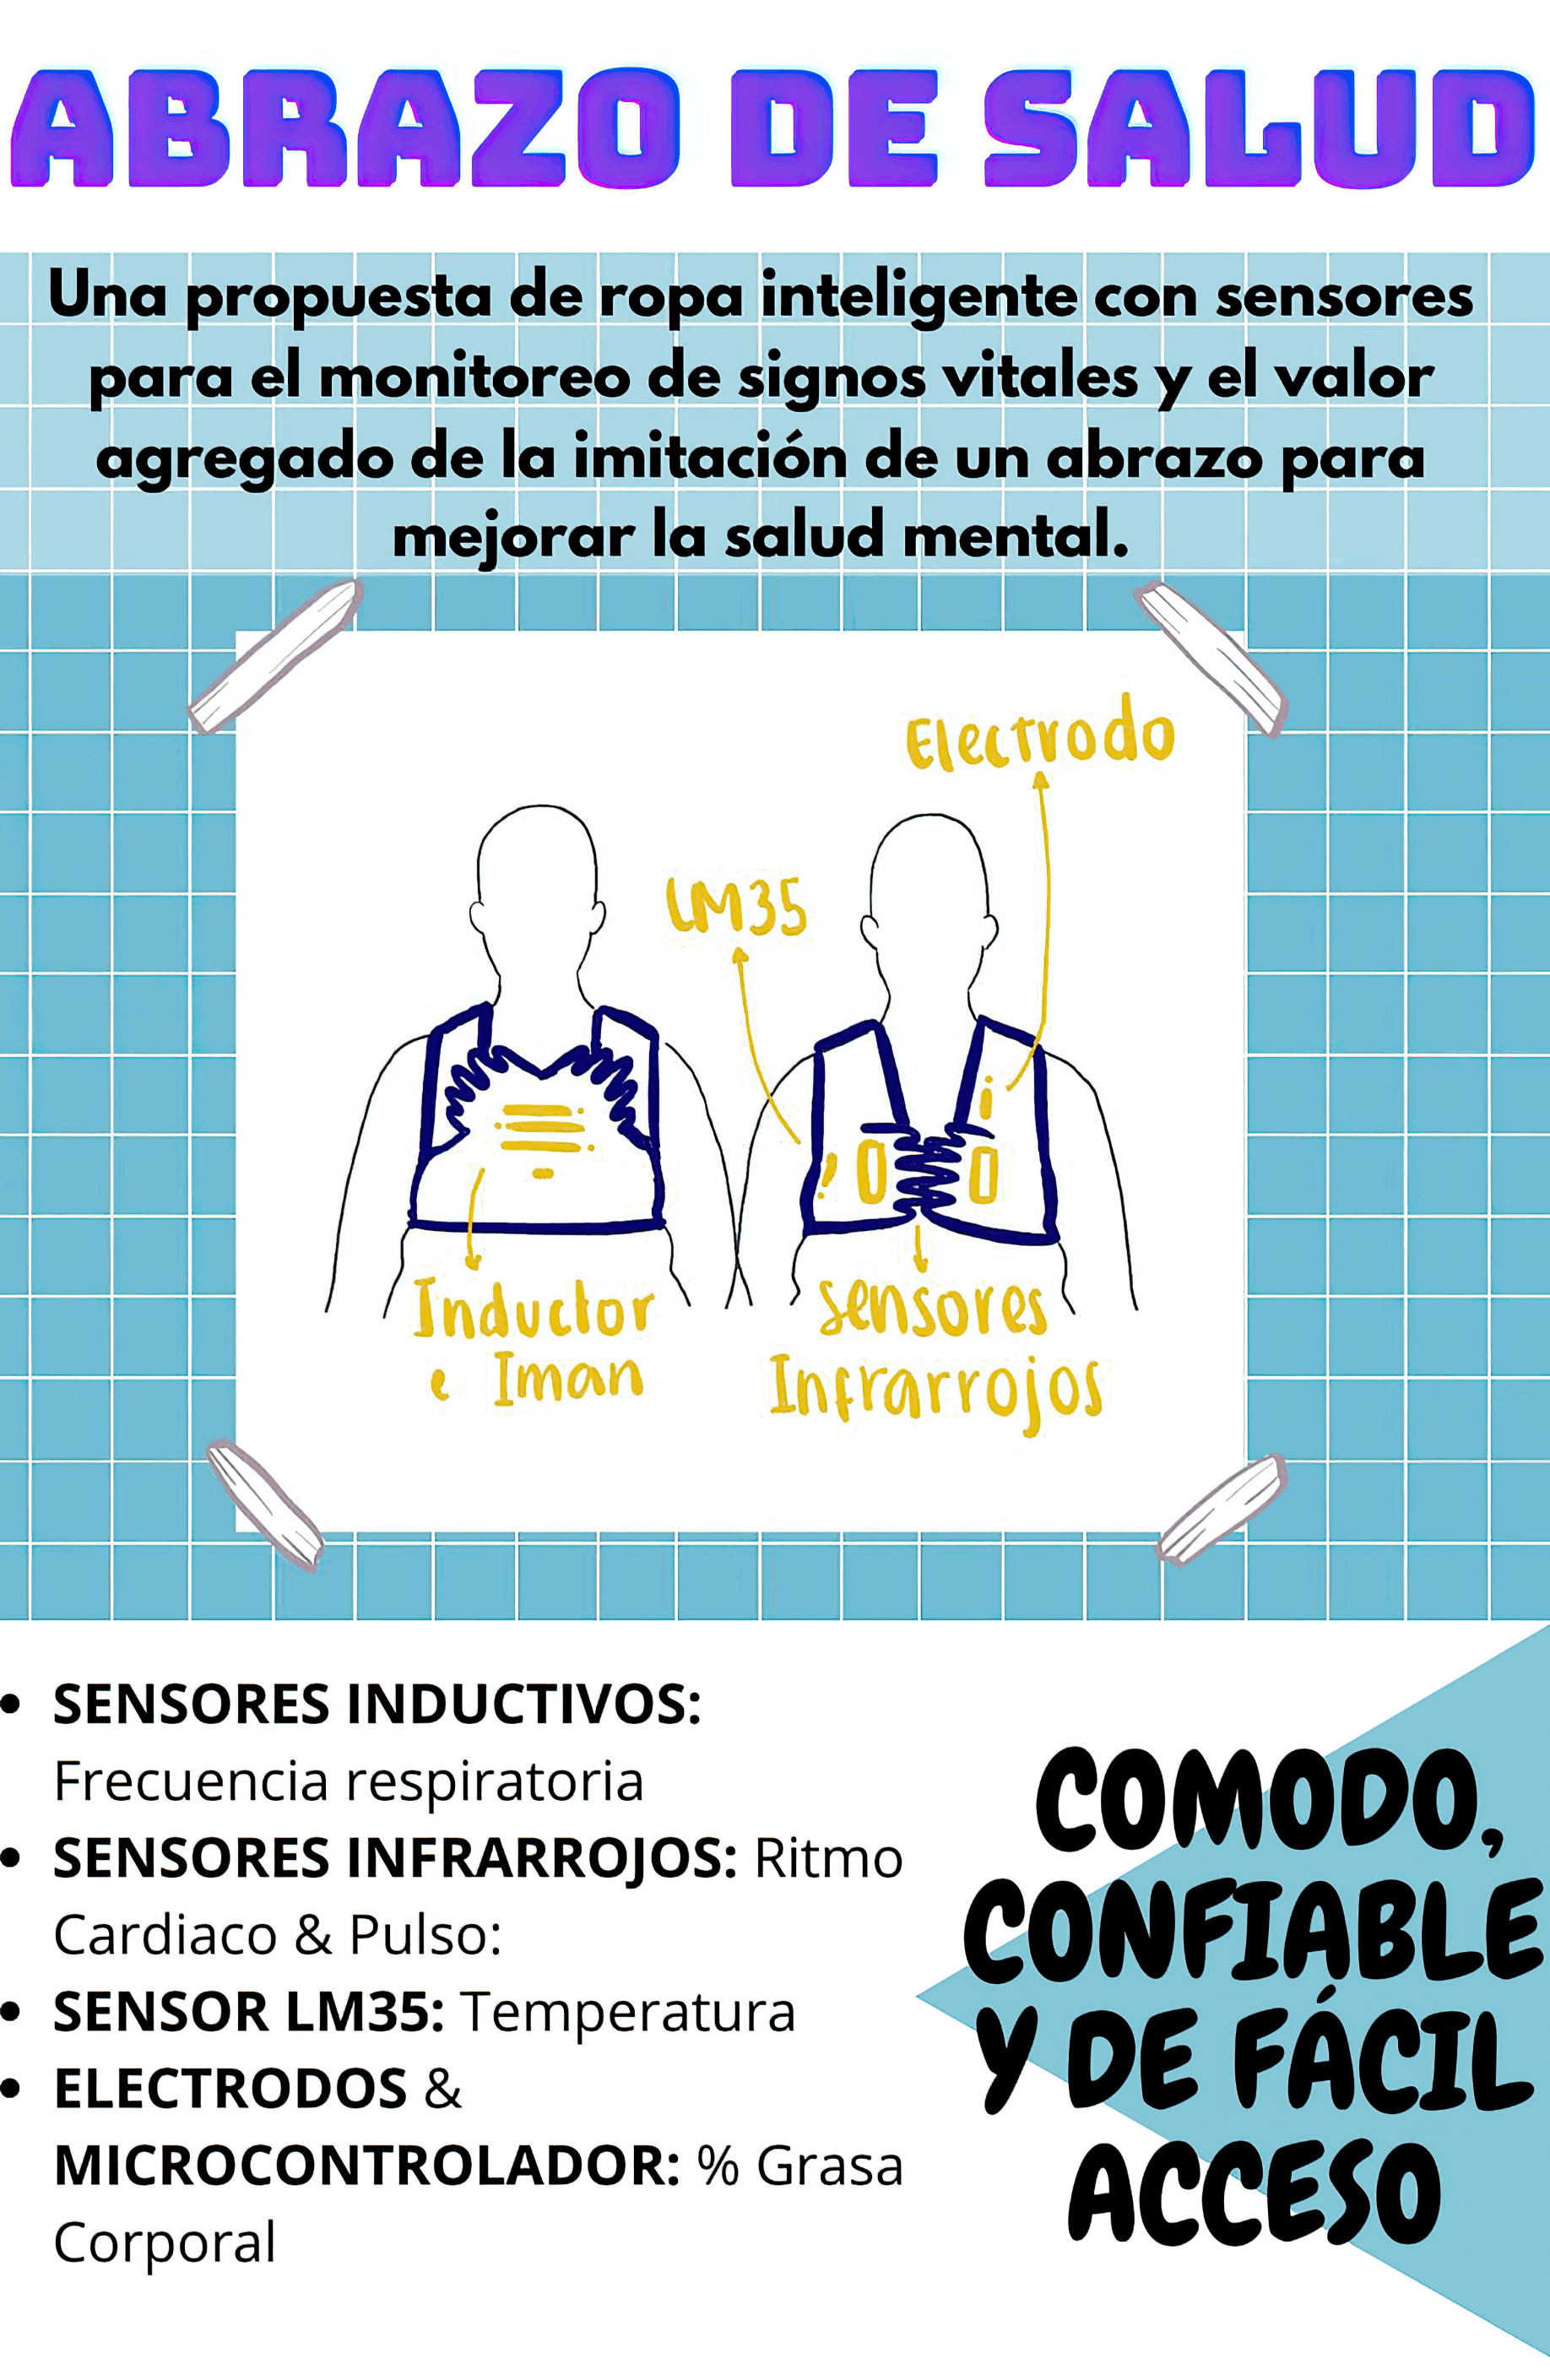 ABRAZO DE SALUD
Una propuesta de ropa inteligente con sensores
para el monitoreo de signos vitales y el valor
agregado de la imitación de un abrazo para
mejorar la salud mental.
Electrodo
LM35
Inductor
e Iman
sensores
Infrarrojos
• SENSORES INDUCTIVOS:
Frecuencia respiratoria
• SENSORES INFRARROJOS: Ritmo
Cardiaco & Pulso:
• SENSOR LM35: Temperatura
• ELECTRODOS &
MICROCONTROLADOR: % Grasa
Corporal
COMODO,
CONFIABLE
Y DE FÁCIL
ACCESO